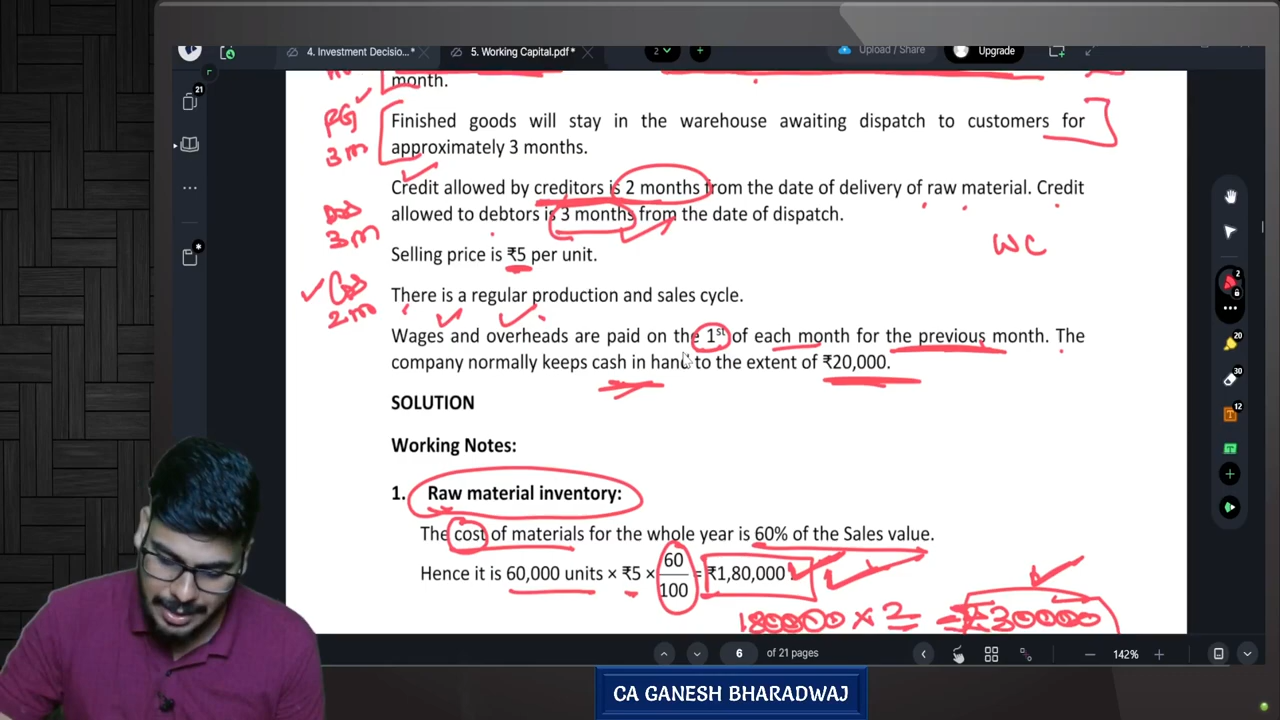 4. Investment Decisio...*
5. Working Capital.pdf*
2
Upload / Share
Upgrade
21
month.
FG
3m
Finished goods will stay in the warehouse awaiting dispatch to customers for
approximately 3 months.
Credit allowed by creditors is 2 months from the date of delivery of raw material. Credit
allowed to debtors is 3 months from the date of dispatch.
3m
WC
Selling price is ₹5 per unit.
There is a regular production and sales cycle.
2m
Wages and overheads are paid on the 1st of each month for the previous month. The
company normally keeps cash in hand to the extent of ₹20,000.
SOLUTION
Working Notes:
1. Raw material inventory:
The cost of materials for the whole year is 60% of the Sales value.
Hence it is 60,000 units × ₹5 × 60/100 = ₹1,80,000
180000 × 2 = 30000
2
20
30
12
6 of 21 pages
142%
CA GANESH BHARADWAJ